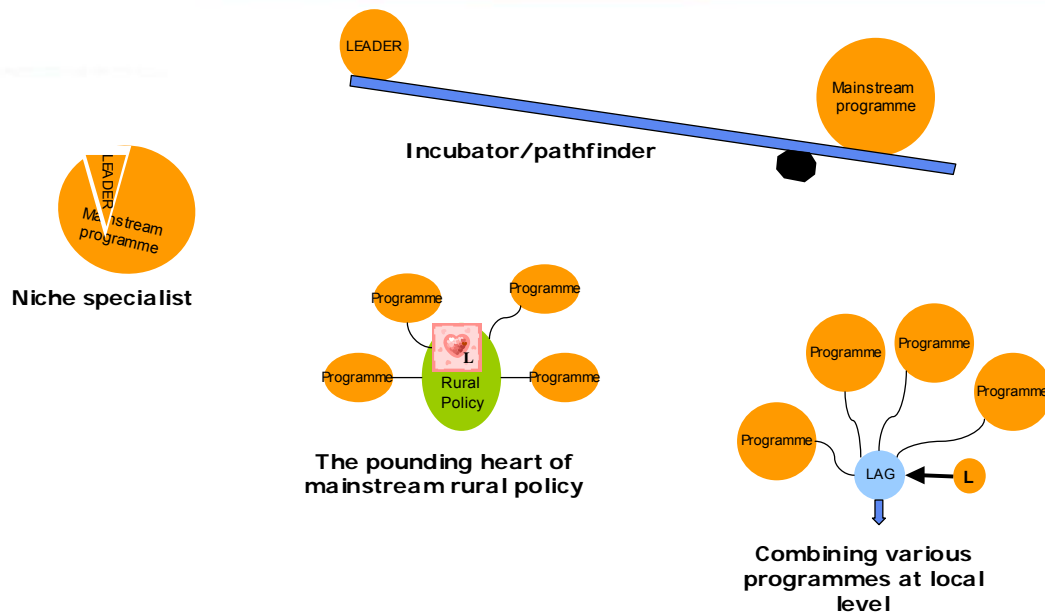 LEADER
Mainstream
programme
Incubator/pathfinder
LEADER
Mainstream
programme
Niche specialist
Programme
Programme
L
Programme
Rural
Policy
Programme
The pounding heart of
mainstream rural policy
Programme
Programme
Programme
Programme
LAG
L
Combining various
programmes at local
level